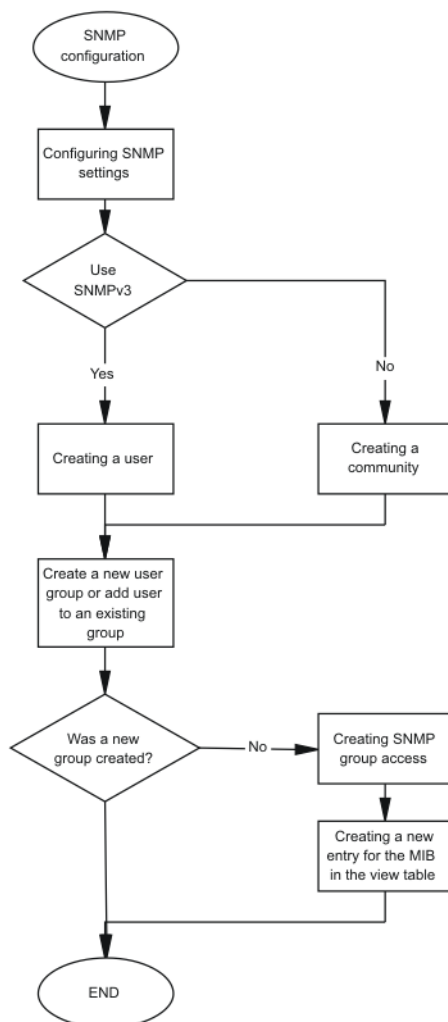 SNMP
configuration
Configuring SNMP
settings
Use
SNMPv3
Yes
No
Creating a user
Creating a
community
Create a new user
group or add user
to an existing
group
Was a new
group created?
No
Creating SNMP
group access
Creating a new
entry for the MIB
in the view table
END